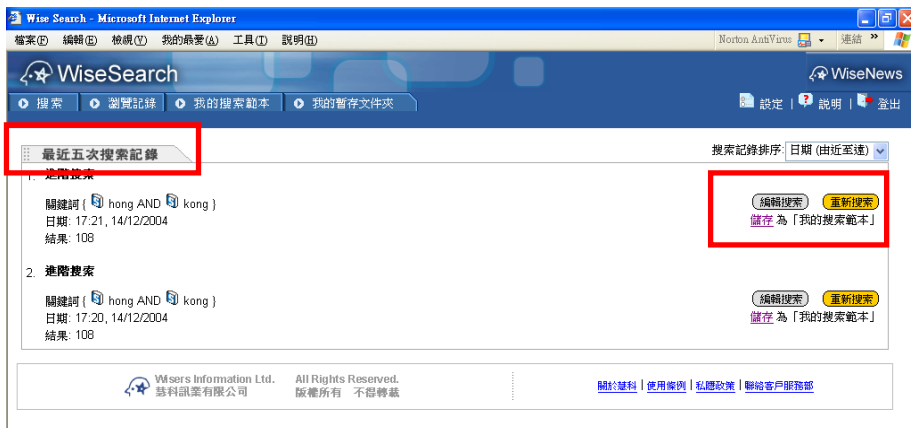 Wise Search - Microsoft Internet Explorer
檔案(F) 編輯(E) 檢視(V) 我的最愛(A) 工具(T) 說明(H) Norton AntiVirus 連結 »
WiseSearch WiseNews
搜索 瀏覽記錄 我的搜索範本 我的暫存文件夾 設定 | 說明 | 登出
最近五次搜索記錄 搜索記錄排序: 日期 (由近至遠)
1. 進階搜索
關鍵詞 { hong AND kong } 編輯搜索 重新搜索
日期: 17:21, 14/12/2004 儲存 為「我的搜索範本」
結果: 108
2. 進階搜索
關鍵詞 { hong AND kong } 編輯搜索 重新搜索
日期: 17:20, 14/12/2004 儲存 為「我的搜索範本」
結果: 108
Wisers Information Ltd. All Rights Reserved. 關於慧科 | 使用條例 | 私隱政策 | 聯絡客戶服務部
慧科訊業有限公司 版權所有 不得轉載